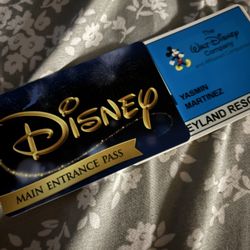 Disney
MAIN ENTRANCE PASS
The
Walt Disney
Company
YASMIN
MARTINEZ
EYLAND RESO